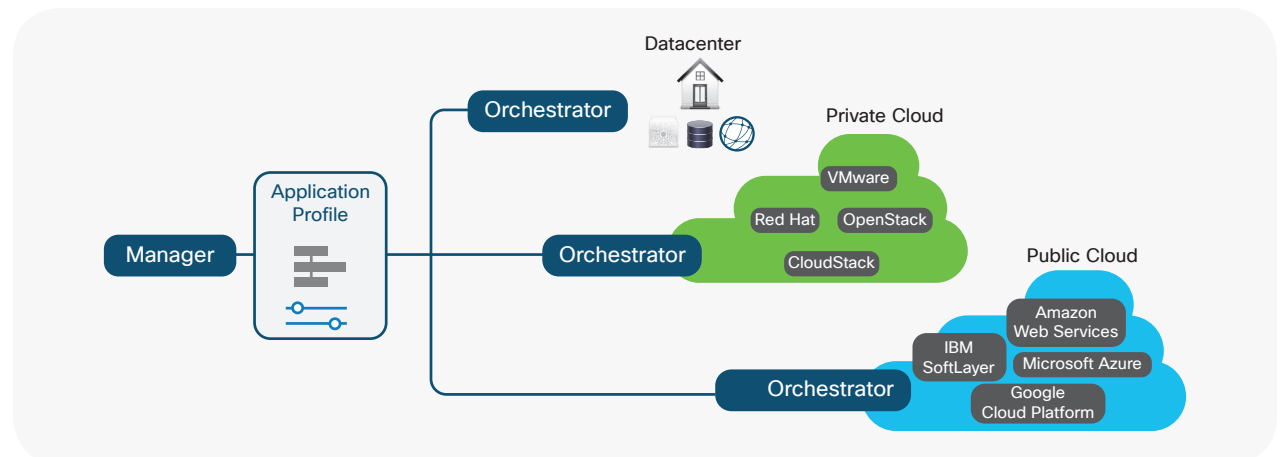 Datacenter
Orchestrator
Private Cloud
VMware
Application
Profile
Red Hat
OpenStack
Manager
Orchestrator
CloudStack
Public Cloud
Amazon
Web Services
IBM
SoftLayer
Microsoft Azure
Orchestrator
Google
Cloud Platform